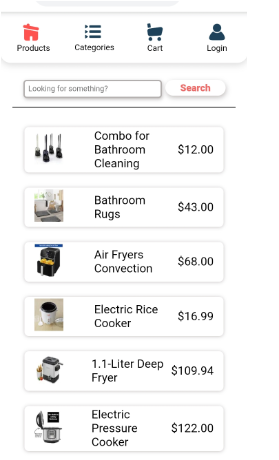 Products Categories Cart Login
Looking for something? Search
Combo for
Bathroom
Cleaning
$12.00
Bathroom
Rugs
$43.00
Air Fryers
Convection
$68.00
Electric Rice
Cooker
$16.99
1.1-Liter Deep
Fryer
$109.94
Electric
Pressure
Cooker
$122.00